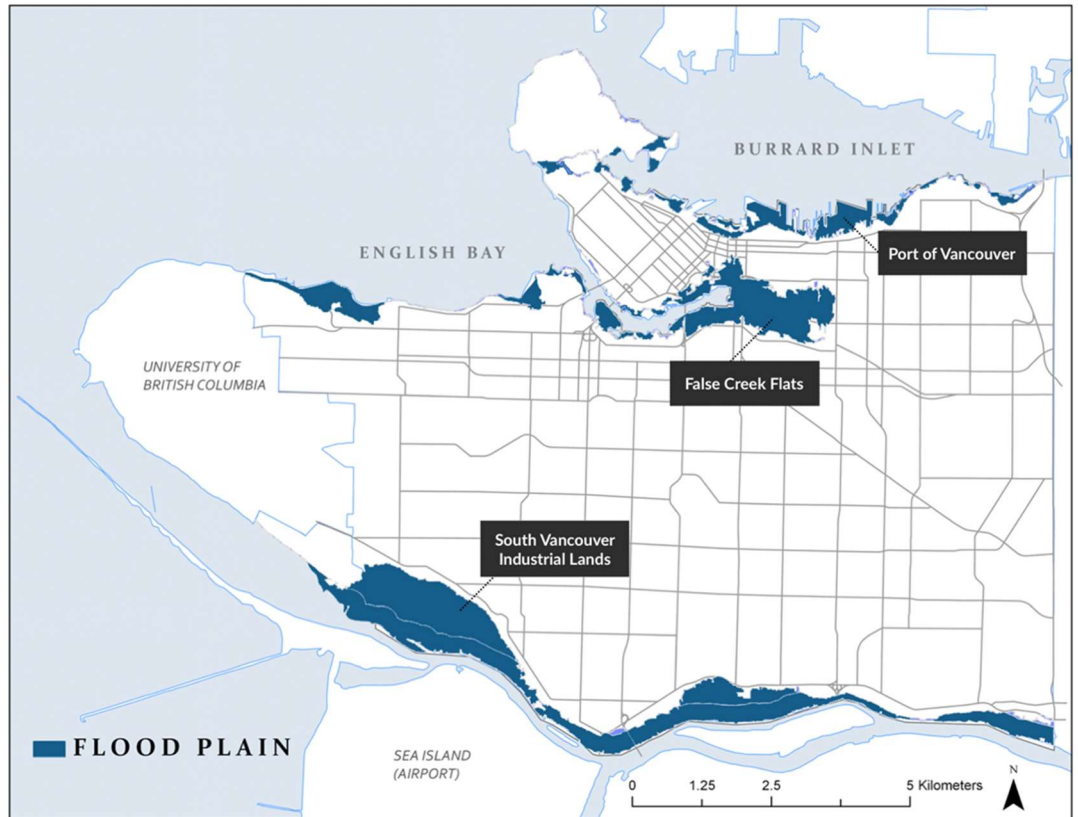 BURRARD INLET
Port of Vancouver
ENGLISH BAY
UNIVERSITY OF
BRITISH COLUMBIA
False Creek Flats
South Vancouver
Industrial Lands
FLOOD PLAIN
SEA ISLAND
(AIRPORT)
N
0 1.25 2.5 5 Kilometers